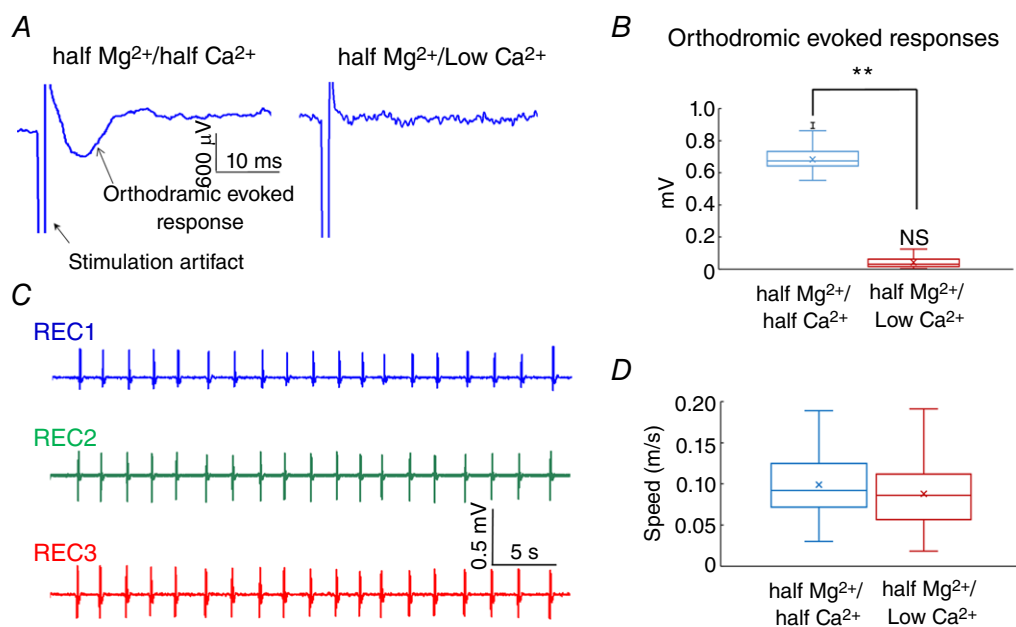 A
half Mg²⁺/half Ca²⁺
half Mg²⁺/Low Ca²⁺
600 µV
10 ms
Orthodramic evoked
response
Stimulation artifact
B
Orthodromic evoked responses
**
1.0
0.8
0.6
0.4
0.2
0
mV
NS
half Mg²⁺/
half Ca²⁺
half Mg²⁺/
Low Ca²⁺
C
REC1
REC2
REC3
0.5 mV
5 s
D
0.20
0.15
0.10
0.05
0
Speed (m/s)
half Mg²⁺/
half Ca²⁺
half Mg²⁺/
Low Ca²⁺